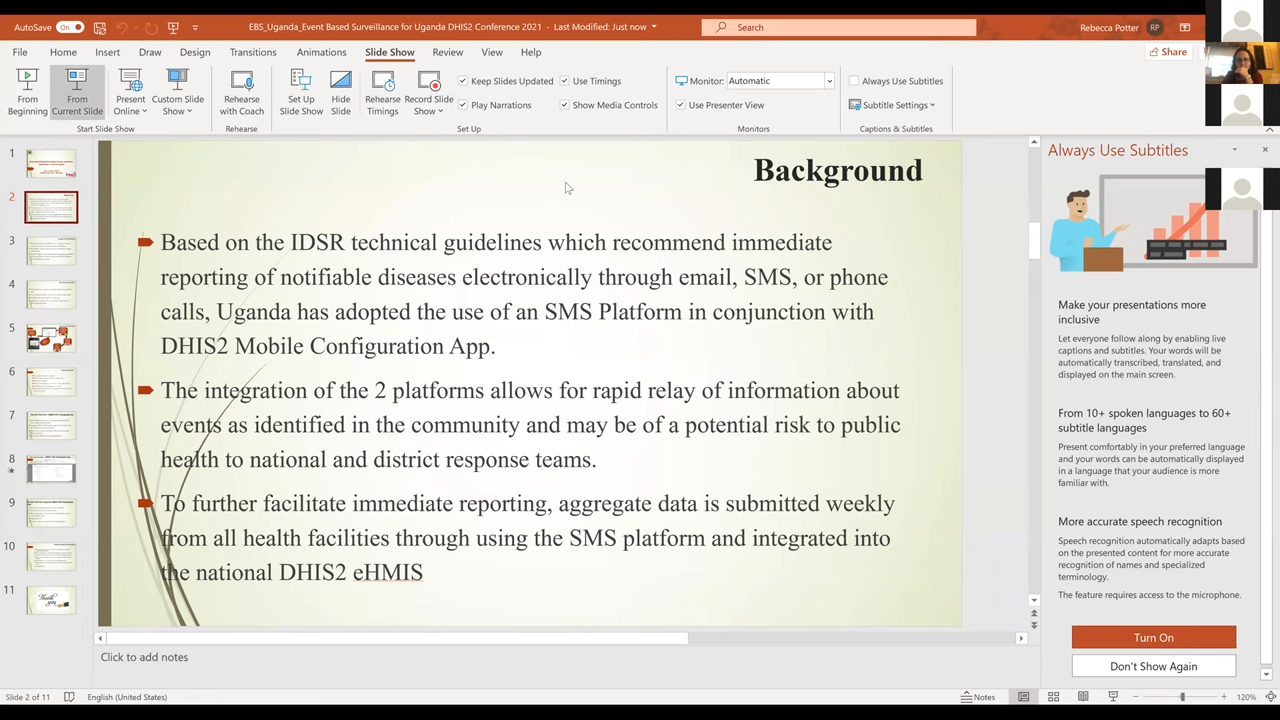 AutoSave On
EBS_Uganda_Event Based Surveillance for Uganda DHIS2 Conference 2021 - Last Modified: Just now
Search
Rebecca Potter RP
File Home Insert Draw Design Transitions Animations Slide Show Review View Help
Share
From Beginning
From Current Slide
Present Online
Custom Slide Show
Rehearse with Coach
Set Up Slide Show
Hide Slide
Rehearse Timings
Record Slide Show
Keep Slides Updated
Use Timings
Play Narrations
Show Media Controls
Monitor: Automatic
Use Presenter View
Always Use Subtitles
Subtitle Settings
Start Slide Show
Rehearse
Set Up
Monitors
Captions & Subtitles
1
2
3
4
5
6
7
8
9
10
11
Thank you
Background
Based on the IDSR technical guidelines which recommend immediate
reporting of notifiable diseases electronically through email, SMS, or phone
calls, Uganda has adopted the use of an SMS Platform in conjunction with
DHIS2 Mobile Configuration App.
The integration of the 2 platforms allows for rapid relay of information about
events as identified in the community and may be of a potential risk to public
health to national and district response teams.
To further facilitate immediate reporting, aggregate data is submitted weekly
from all health facilities through using the SMS platform and integrated into
the national DHIS2 eHMIS
Click to add notes
Always Use Subtitles
Make your presentations more
inclusive
Let everyone follow along by enabling live
captions and subtitles. Your words will be
automatically transcribed, translated, and
displayed on the main screen.
From 10+ spoken languages to 60+
subtitle languages
Present comfortably in your preferred language
and your words can be automatically displayed
in a language that your audience is more
familiar with.
More accurate speech recognition
Speech recognition automatically adapts based
on the presented content for more accurate
recognition of names and specialized
terminology.
The feature requires access to the microphone.
Turn On
Don't Show Again
Slide 2 of 11
English (United States)
Notes
120%